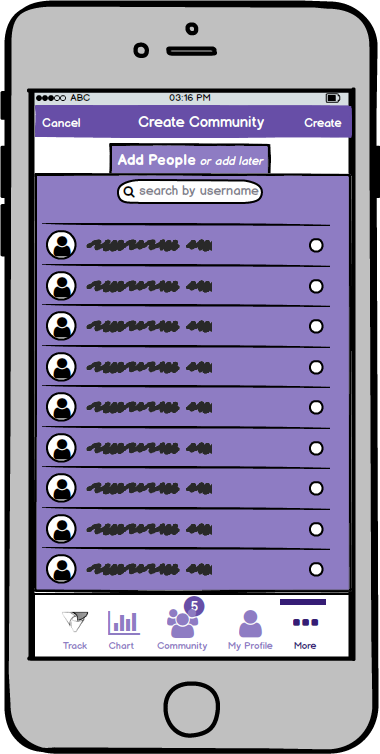 ABC 03:16 PM
Cancel Create Community Create
Add People or add later
search by username
5
Track Chart Community My Profile More